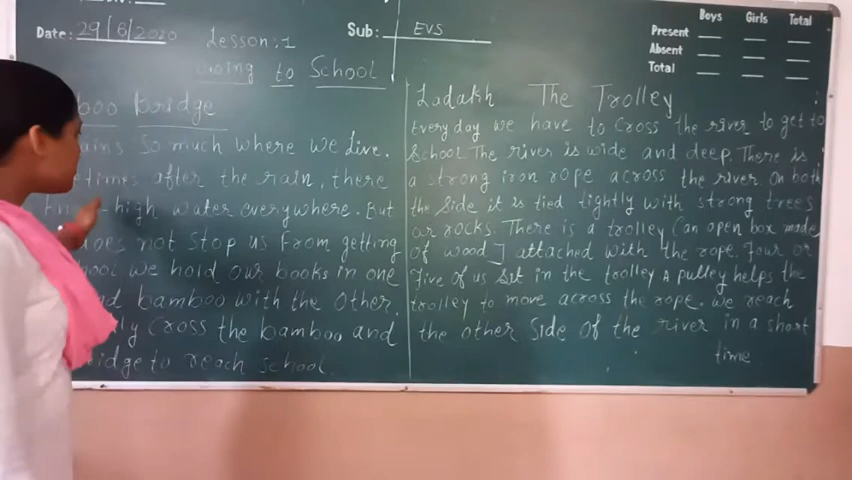 Date: 29/6/2020
Lesson:1
Sub: EVS
Boys Girls Total
Present
Absent
Total
to School
Bridge
so much where we live.
times after the rain, there
-high water everywhere. But
not stop us from getting
we hold our books in one
bamboo with the other.
cross the bamboo and
to reach school.
Ladakh The Trolley
Every day we have to cross the river to get to
School. The river is wide and deep. There is
a strong iron rope across the river. On both
the side it is tied tightly with strong trees
or rocks. There is a trolley (an open box made
of wood] attached with the rope. Four or
five of us sit in the trolley A pulley helps the
trolley to move across the rope. We reach
the other side of the river in a short
time